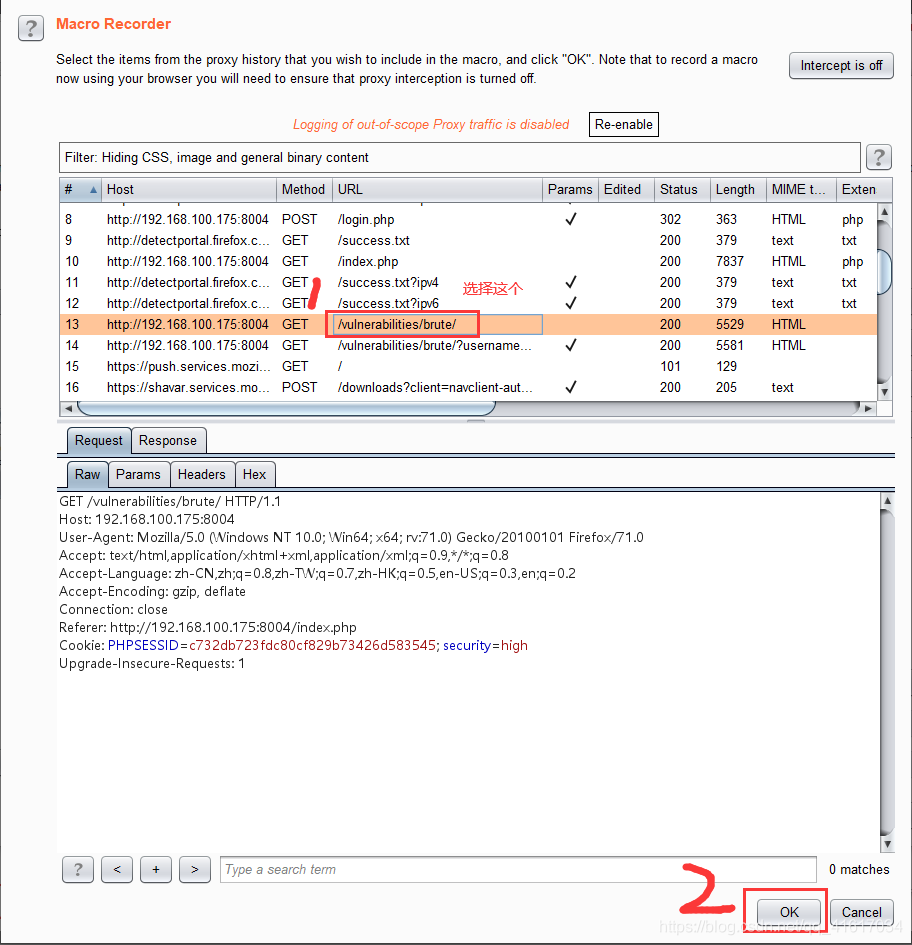 ?
Macro Recorder
Select the items from the proxy history that you wish to include in the macro, and click "OK". Note that to record a macro
now using your browser you will need to ensure that proxy interception is turned off.
Intercept is off
Logging of out-of-scope Proxy traffic is disabled
Re-enable
Filter: Hiding CSS, image and general binary content
?
# Host Method URL Params Edited Status Length MIME t... Exten
8 http://192.168.100.175:8004 POST /login.php ✓ 302 363 HTML php
9 http://detectportal.firefox.c... GET /success.txt 200 379 text txt
10 http://192.168.100.175:8004 GET /index.php 200 7837 HTML php
11 http://detectportal.firefox.c... GET /success.txt?ipv4 ✓ 200 379 text txt
选择这个
1
12 http://detectportal.firefox.c... GET /success.txt?ipv6 ✓ 200 379 text txt
13 http://192.168.100.175:8004 GET /vulnerabilities/brute/ 200 5529 HTML
14 http://192.168.100.175:8004 GET /vulnerabilities/brute/?username... ✓ 200 5581 HTML
15 https://push.services.mozi... GET / 101 129
16 https://shavar.services.mo... POST /downloads?client=navclient-aut... ✓ 200 205 text
Request Response
Raw Params Headers Hex
GET /vulnerabilities/brute/ HTTP/1.1
Host: 192.168.100.175:8004
User-Agent: Mozilla/5.0 (Windows NT 10.0; Win64; x64; rv:71.0) Gecko/20100101 Firefox/71.0
Accept: text/html,application/xhtml+xml,application/xml;q=0.9,*/*;q=0.8
Accept-Language: zh-CN,zh;q=0.8,zh-TW;q=0.7,zh-HK;q=0.5,en-US;q=0.3,en;q=0.2
Accept-Encoding: gzip, deflate
Connection: close
Referer: http://192.168.100.175:8004/index.php
Cookie: PHPSESSID=c732db723fdc80cf829b73426d583545; security=high
Upgrade-Insecure-Requests: 1
? < + > Type a search term 0 matches
2
OK Cancel